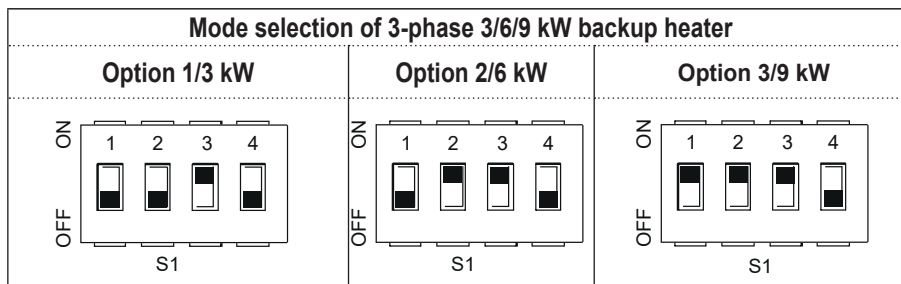 Mode selection of 3-phase 3/6/9 kW backup heater
Option 1/3 kW
Option 2/6 kW
Option 3/9 kW
ON
1 2 3 4
OFF
S1
ON
1 2 3 4
OFF
S1
ON
1 2 3 4
OFF
S1